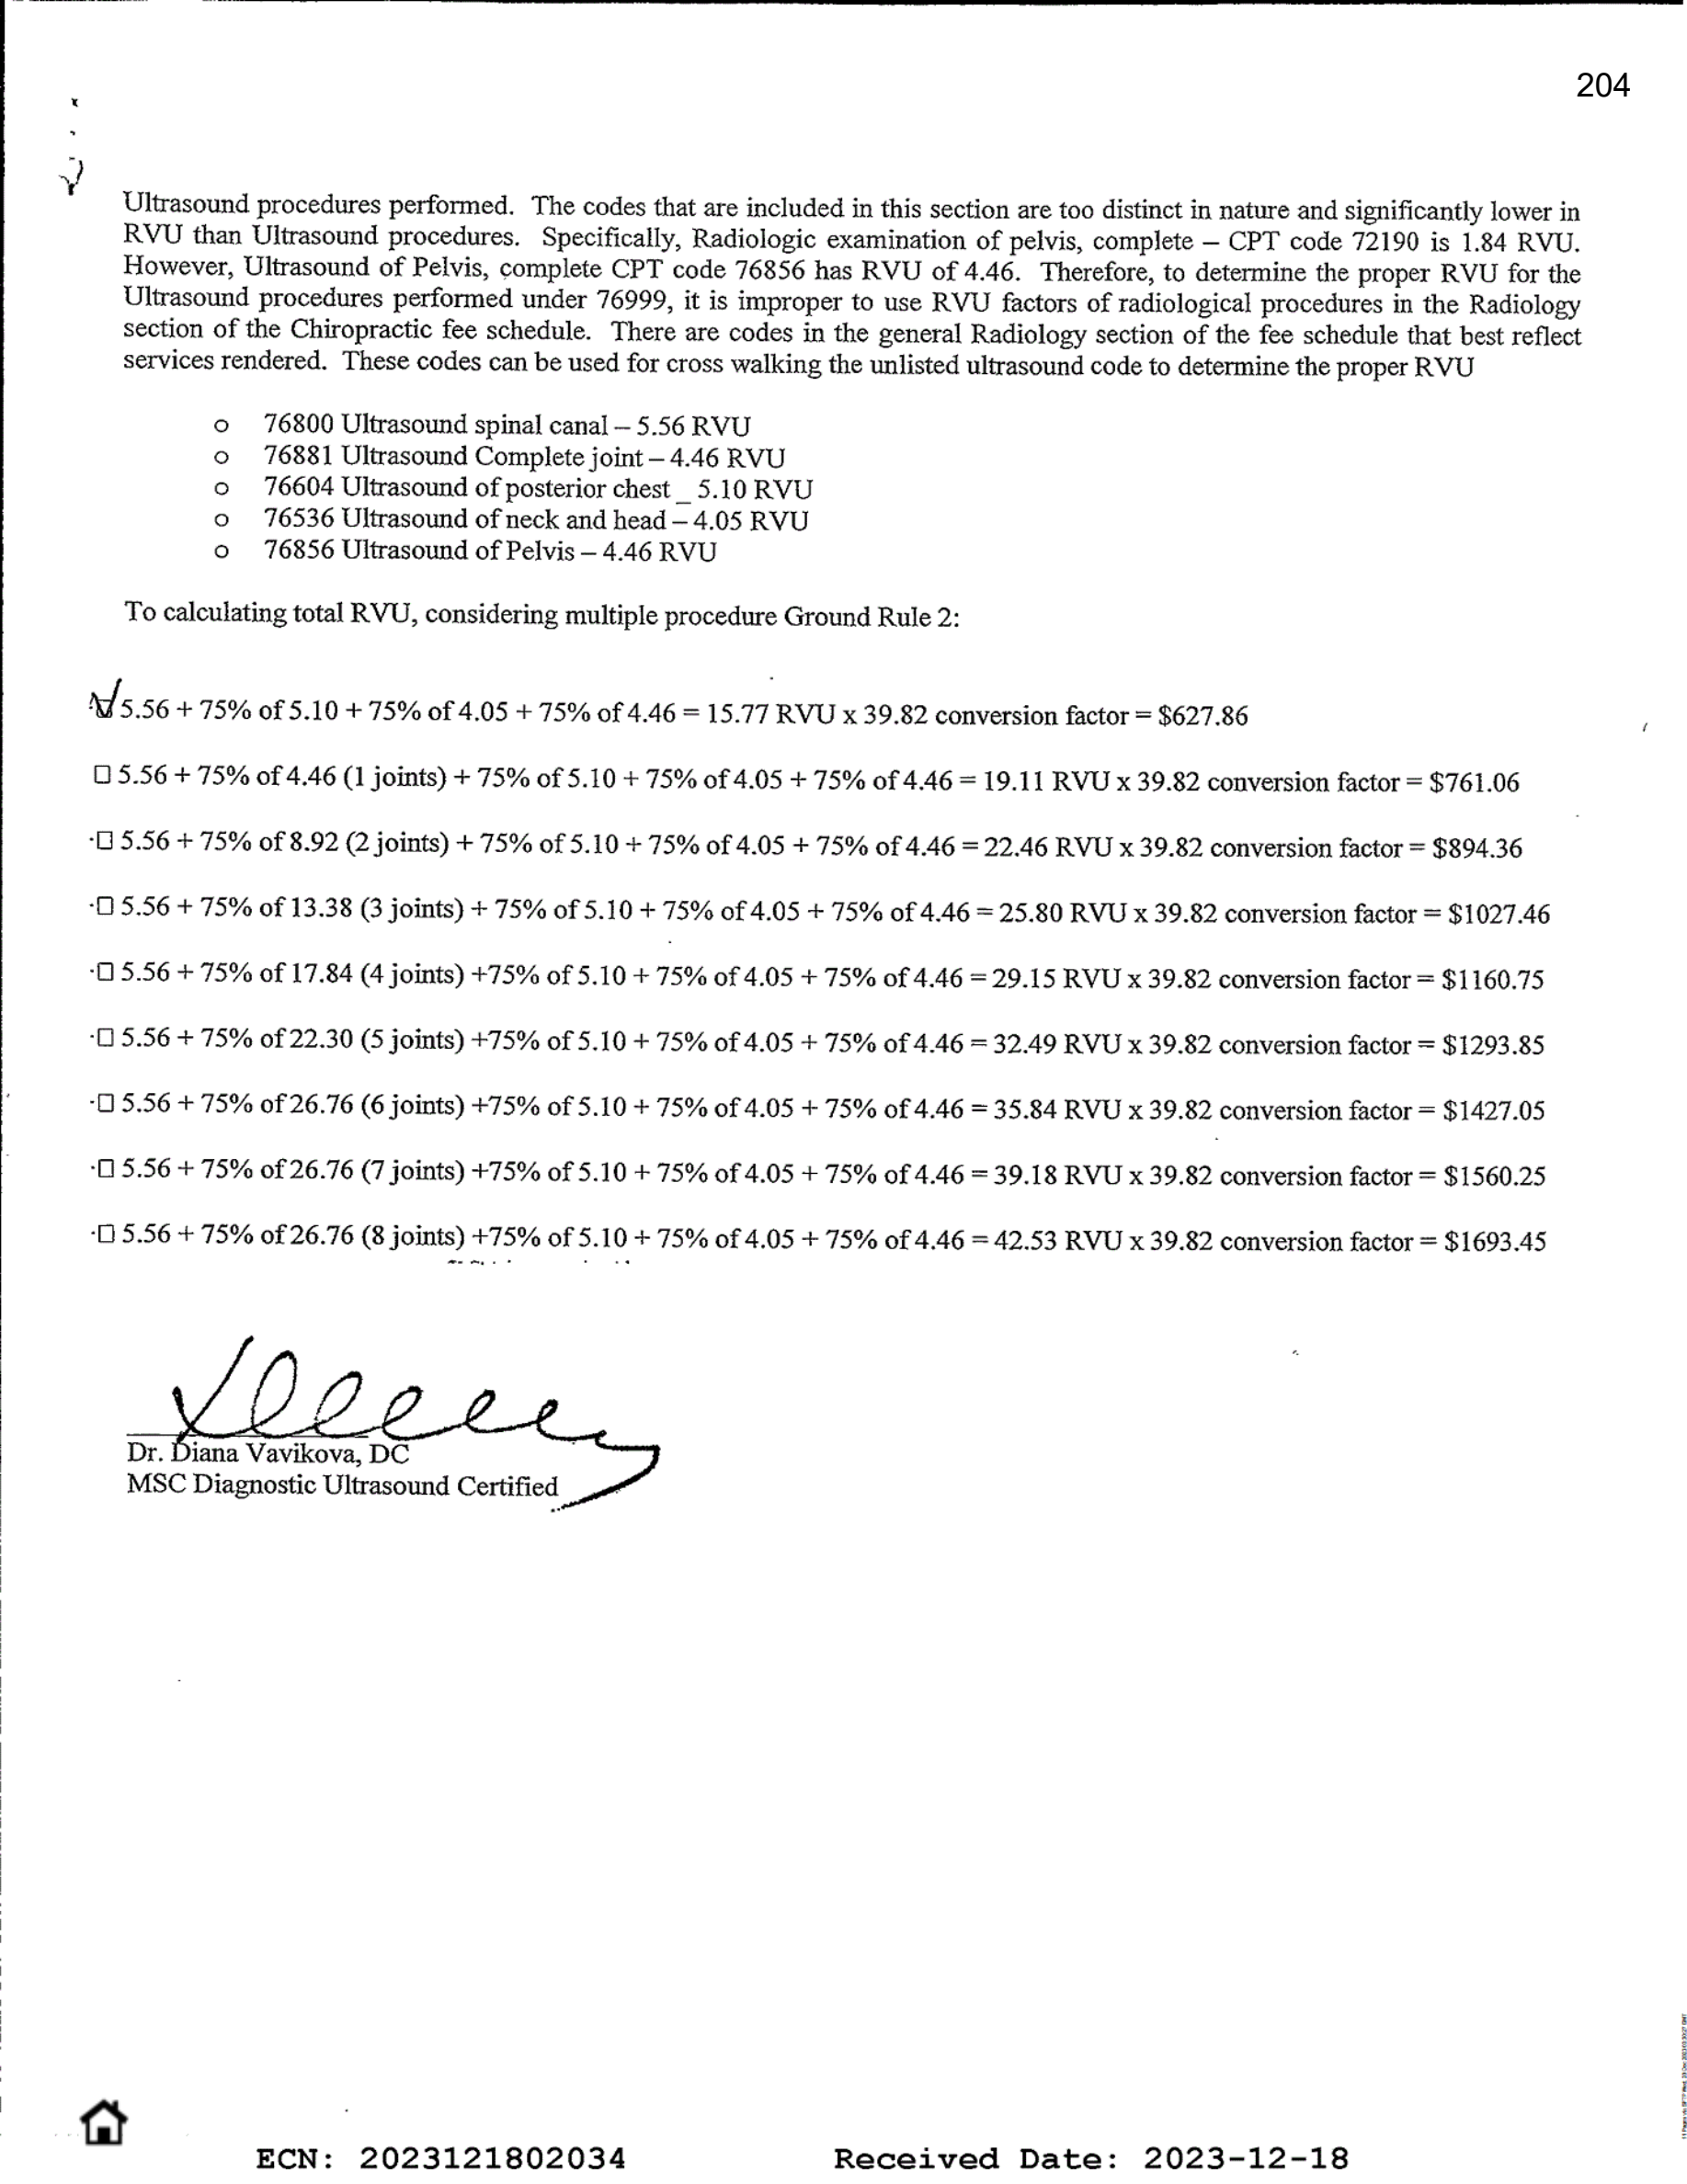 204
Ultrasound procedures performed. The codes that are included in this section are too distinct in nature and significantly lower in
RVU than Ultrasound procedures. Specifically, Radiologic examination of pelvis, complete – CPT code 72190 is 1.84 RVU.
However, Ultrasound of Pelvis, complete CPT code 76856 has RVU of 4.46. Therefore, to determine the proper RVU for the
Ultrasound procedures performed under 76999, it is improper to use RVU factors of radiological procedures in the Radiology
section of the Chiropractic fee schedule. There are codes in the general Radiology section of the fee schedule that best reflect
services rendered. These codes can be used for cross walking the unlisted ultrasound code to determine the proper RVU
o 76800 Ultrasound spinal canal – 5.56 RVU
o 76881 Ultrasound Complete joint – 4.46 RVU
o 76604 Ultrasound of posterior chest _ 5.10 RVU
o 76536 Ultrasound of neck and head – 4.05 RVU
o 76856 Ultrasound of Pelvis – 4.46 RVU
To calculating total RVU, considering multiple procedure Ground Rule 2:
☑ 5.56 + 75% of 5.10 + 75% of 4.05 + 75% of 4.46 = 15.77 RVU x 39.82 conversion factor = $627.86
☐ 5.56 + 75% of 4.46 (1 joints) + 75% of 5.10 + 75% of 4.05 + 75% of 4.46 = 19.11 RVU x 39.82 conversion factor = $761.06
☐ 5.56 + 75% of 8.92 (2 joints) + 75% of 5.10 + 75% of 4.05 + 75% of 4.46 = 22.46 RVU x 39.82 conversion factor = $894.36
☐ 5.56 + 75% of 13.38 (3 joints) + 75% of 5.10 + 75% of 4.05 + 75% of 4.46 = 25.80 RVU x 39.82 conversion factor = $1027.46
☐ 5.56 + 75% of 17.84 (4 joints) +75% of 5.10 + 75% of 4.05 + 75% of 4.46 = 29.15 RVU x 39.82 conversion factor = $1160.75
☐ 5.56 + 75% of 22.30 (5 joints) +75% of 5.10 + 75% of 4.05 + 75% of 4.46 = 32.49 RVU x 39.82 conversion factor = $1293.85
☐ 5.56 + 75% of 26.76 (6 joints) +75% of 5.10 + 75% of 4.05 + 75% of 4.46 = 35.84 RVU x 39.82 conversion factor = $1427.05
☐ 5.56 + 75% of 26.76 (7 joints) +75% of 5.10 + 75% of 4.05 + 75% of 4.46 = 39.18 RVU x 39.82 conversion factor = $1560.25
☐ 5.56 + 75% of 26.76 (8 joints) +75% of 5.10 + 75% of 4.05 + 75% of 4.46 = 42.53 RVU x 39.82 conversion factor = $1693.45
Dr. Diana Vavikova, DC
MSC Diagnostic Ultrasound Certified
ECN: 2023121802034 Received Date: 2023-12-18